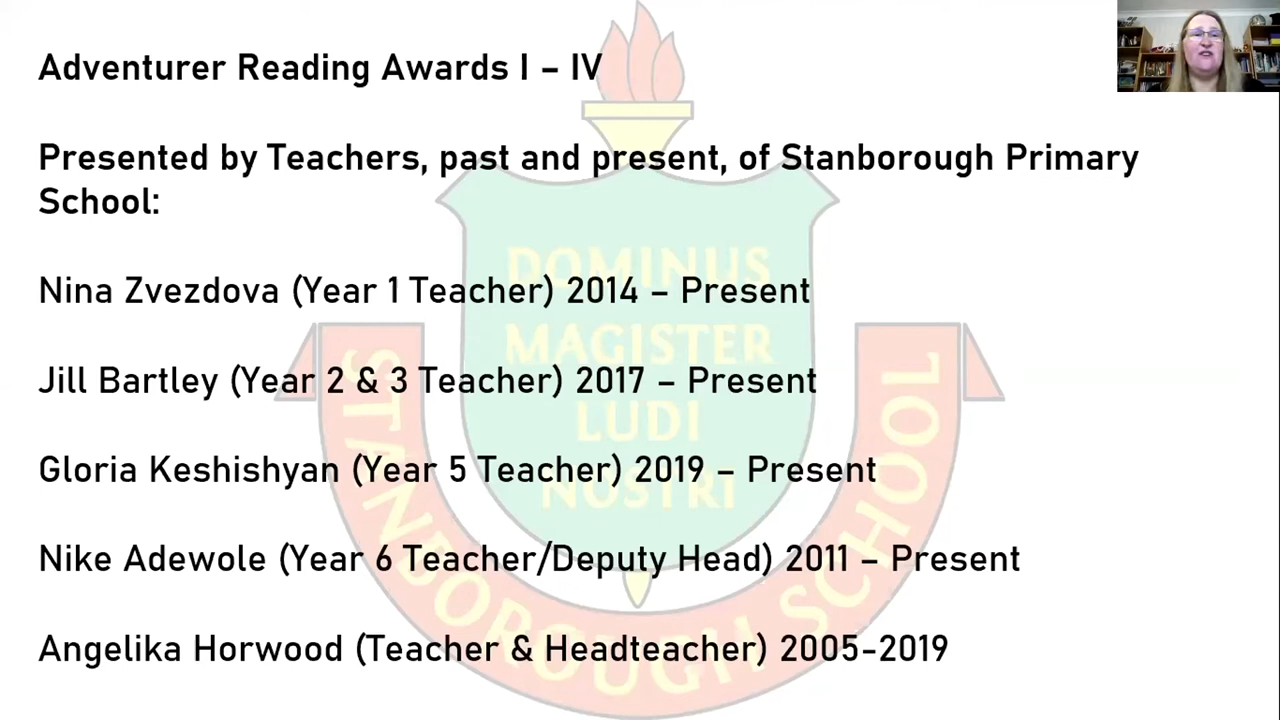 Adventurer Reading Awards I – IV
Presented by Teachers, past and present, of Stanborough Primary
School:
Nina Zvezdova (Year 1 Teacher) 2014 – Present
Jill Bartley (Year 2 & 3 Teacher) 2017 – Present
Gloria Keshishyan (Year 5 Teacher) 2019 – Present
Nike Adewole (Year 6 Teacher/Deputy Head) 2011 – Present
Angelika Horwood (Teacher & Headteacher) 2005-2019
DOMINUS
MAGISTER
LUDI
NOSTRI
STANBOROUGH SCHOOL